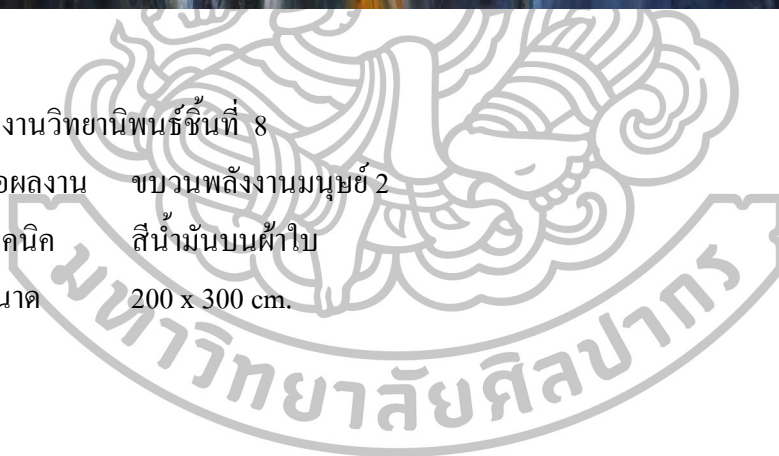 งานวิทยานิพนธ์ชิ้นที่ 8
อผลงาน ขบวนพลังงานมนุษย์ 2
คนิค สีน้ำมันบนผ้าใบ
นาด 200 x 300 cm.
มหาวิทยาลัยศิลปากร